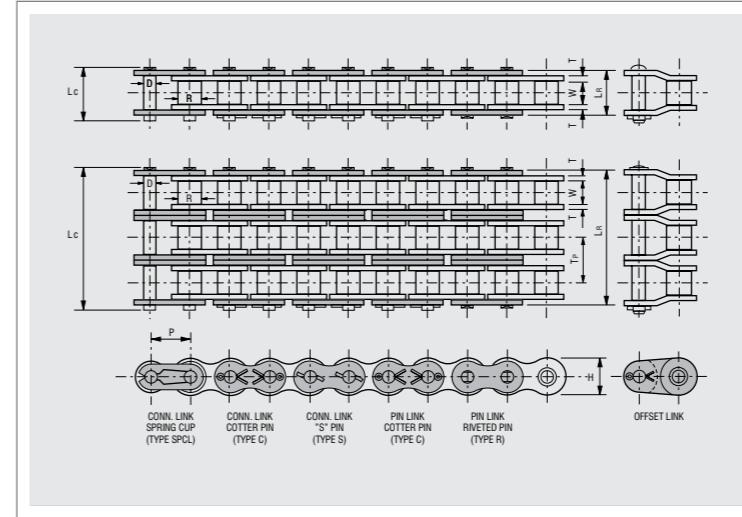 Lc
D
R
T
W
T
LR
Lc
D
R
T
W
T
TP
LR
P
H
CONN. LINK
SPRING CUP
(TYPE SPCL)
CONN. LINK
COTTER PIN
(TYPE C)
CONN. LINK
"S" PIN
(TYPE S)
PIN LINK
COTTER PIN
(TYPE C)
PIN LINK
RIVETED PIN
(TYPE R)
OFFSET LINK